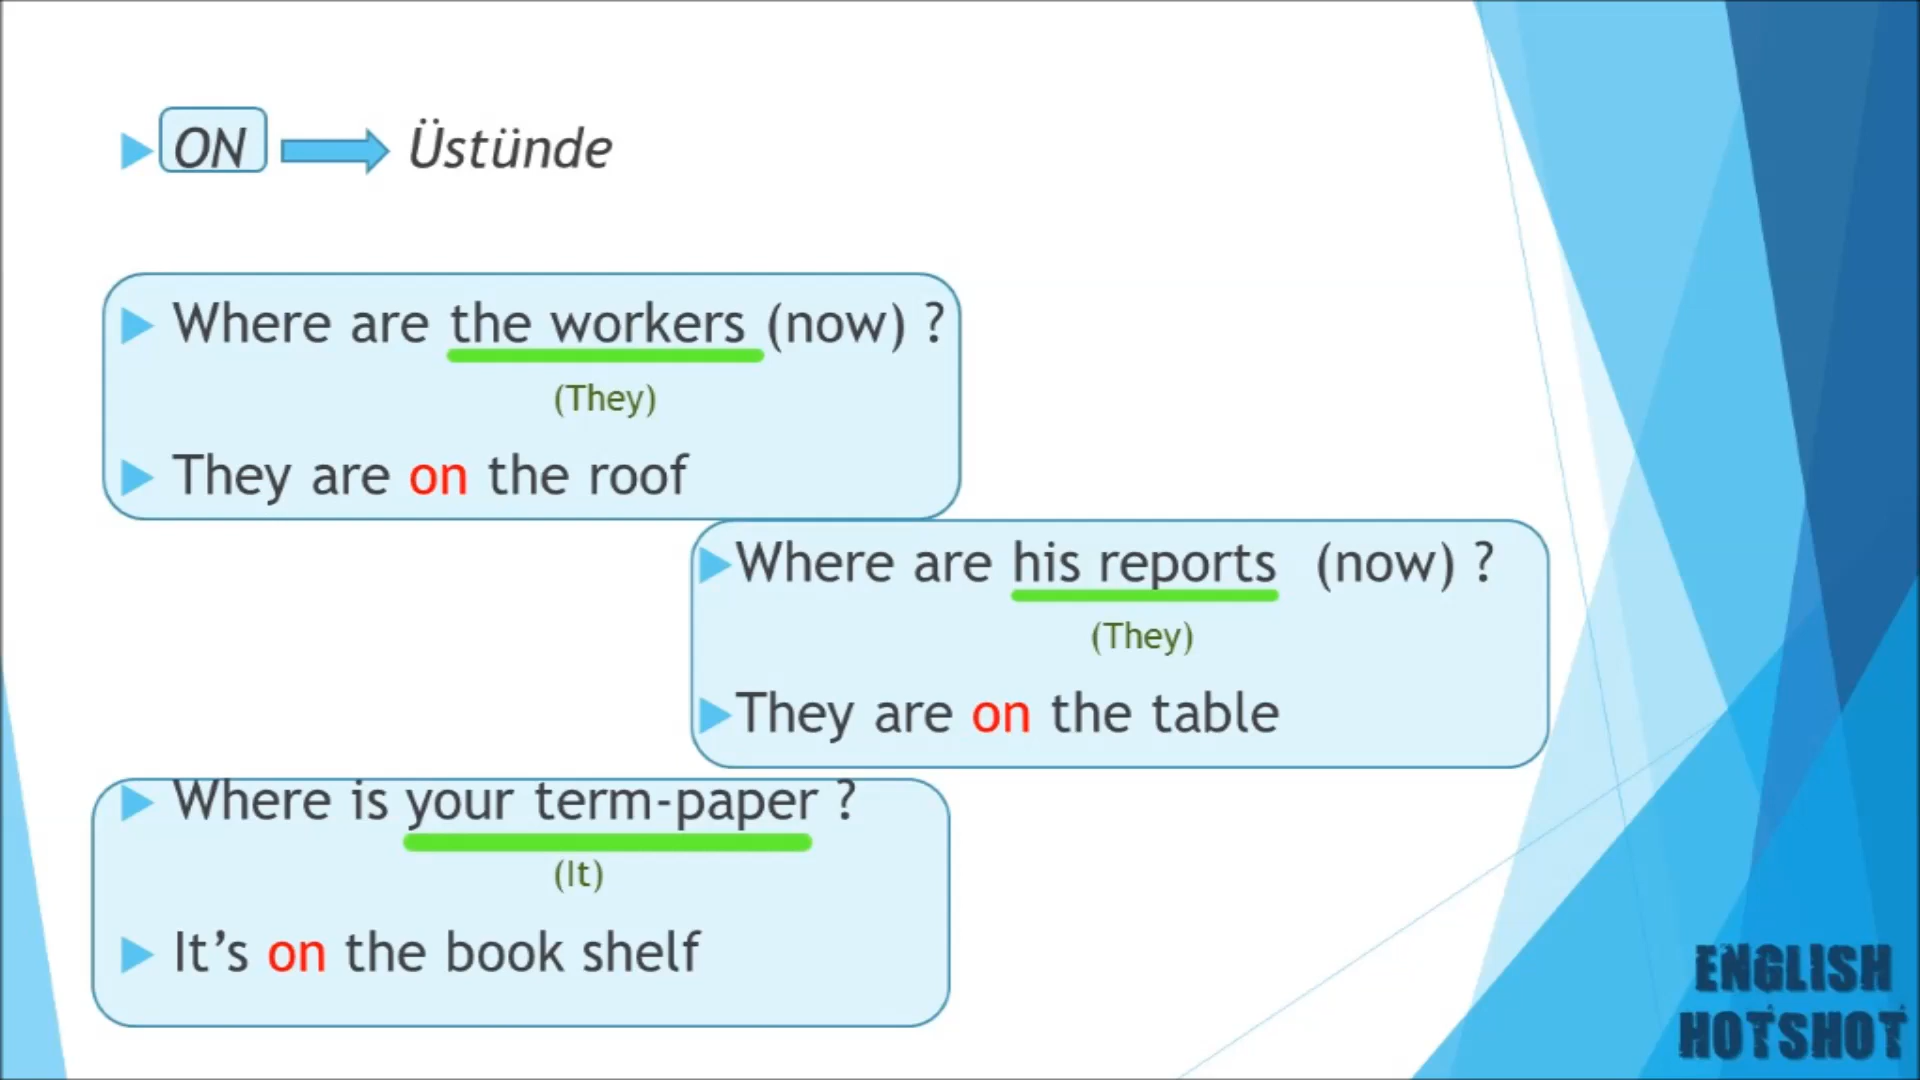 ON Üstünde
Where are the workers (now) ?
(They)
They are on the roof
Where are his reports (now) ?
(They)
They are on the table
Where is your term-paper ?
(It)
It’s on the book shelf
ENGLISH
HOTSHOT